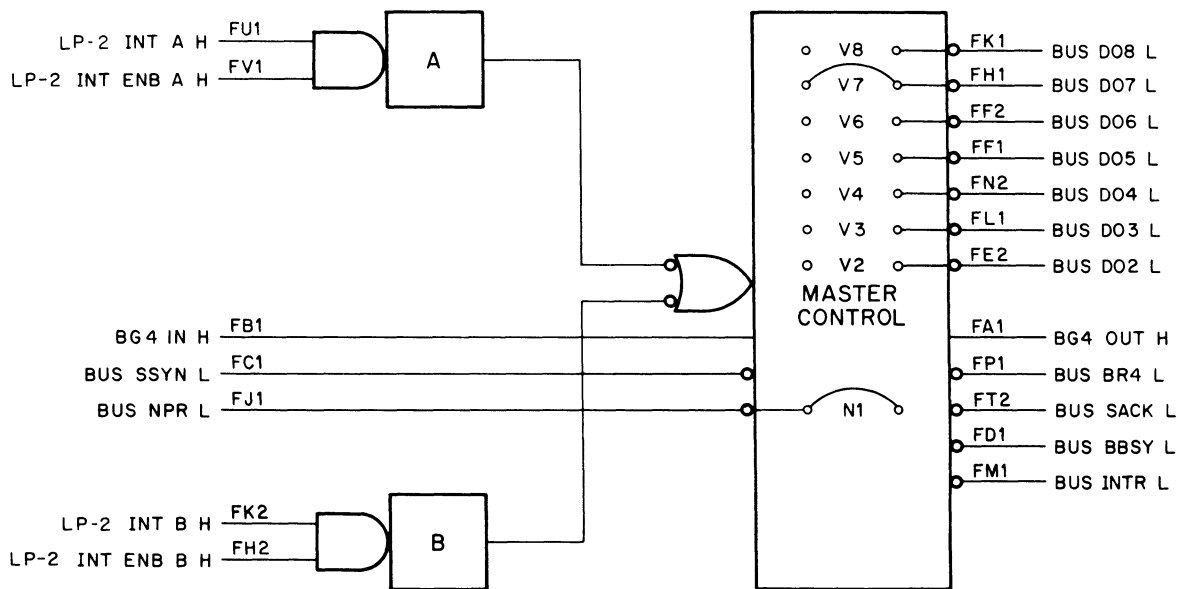 LP-2 INT A H FU1
LP-2 INT ENB A H FV1
A
V8 FK1 BUS D08 L
V7 FH1 BUS D07 L
V6 FF2 BUS D06 L
V5 FF1 BUS D05 L
V4 FN2 BUS D04 L
V3 FL1 BUS D03 L
V2 FE2 BUS D02 L
MASTER
CONTROL
BG4 IN H FB1 FA1 BG4 OUT H
BUS SSYN L FC1 FP1 BUS BR4 L
BUS NPR L FJ1 N1 FT2 BUS SACK L
FD1 BUS BBSY L
FM1 BUS INTR L
LP-2 INT B H FK2
LP-2 INT ENB B H FH2
B